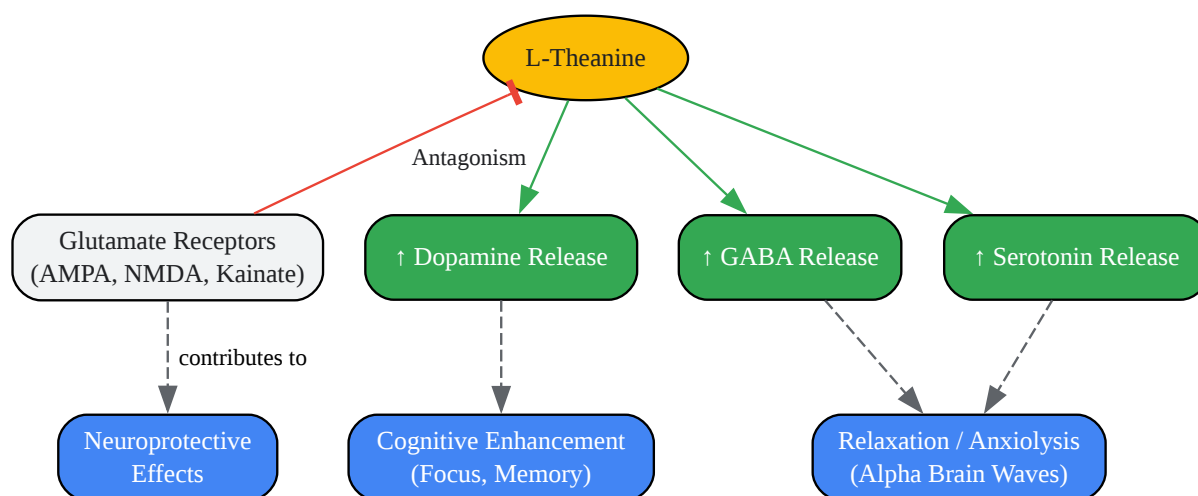 L-Theanine
Antagonism
Glutamate Receptors
(AMPA, NMDA, Kainate)
↑ Dopamine Release
↑ GABA Release
↑ Serotonin Release
contributes to
Neuroprotective
Effects
Cognitive Enhancement
(Focus, Memory)
Relaxation / Anxiolysis
(Alpha Brain Waves)